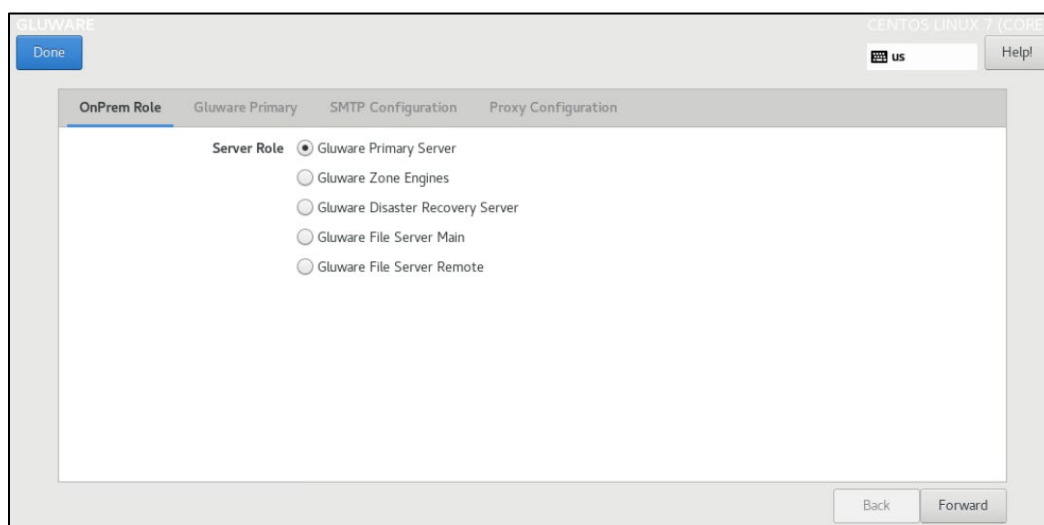 GLUWARE
CENTOS LINUX 7 (CORE
Done
us
Help!
OnPrem Role
Gluware Primary
SMTP Configuration
Proxy Configuration
Server Role
Gluware Primary Server
Gluware Zone Engines
Gluware Disaster Recovery Server
Gluware File Server Main
Gluware File Server Remote
Back
Forward